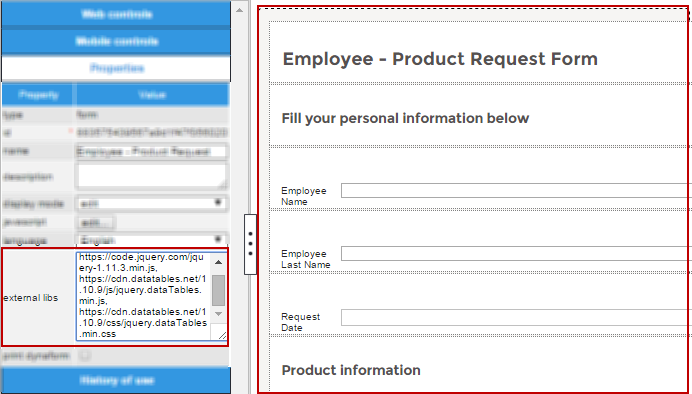 Web controls
Mobile controls
Properties
Property Value
type form
id
name Employee - Product Request
description
display mode edit
javascript edit...
language English
external libs
https://code.jquery.com/jqu
ery-1.11.3.min.js,
https://cdn.datatables.net/1
.10.9/js/jquery.dataTables.
min.js,
https://cdn.datatables.net/1
.10.9/css/jquery.dataTables
.min.css
print dynaform
History of use
Employee - Product Request Form
Fill your personal information below
Employee
Name
Employee
Last Name
Request
Date
Product information